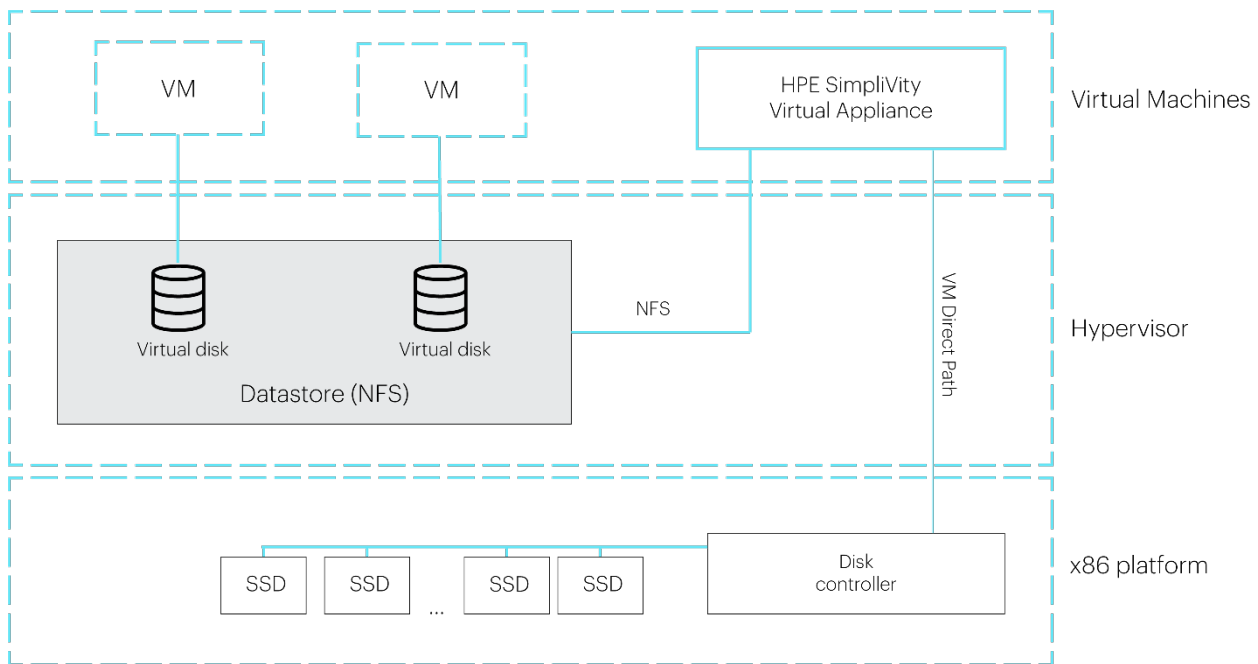 VM
VM
HPE SimpliVity
Virtual Appliance
Virtual Machines
Virtual disk
Virtual disk
Datastore (NFS)
NFS
VM Direct Path
Hypervisor
SSD
SSD
...
SSD
SSD
Disk
controller
x86 platform